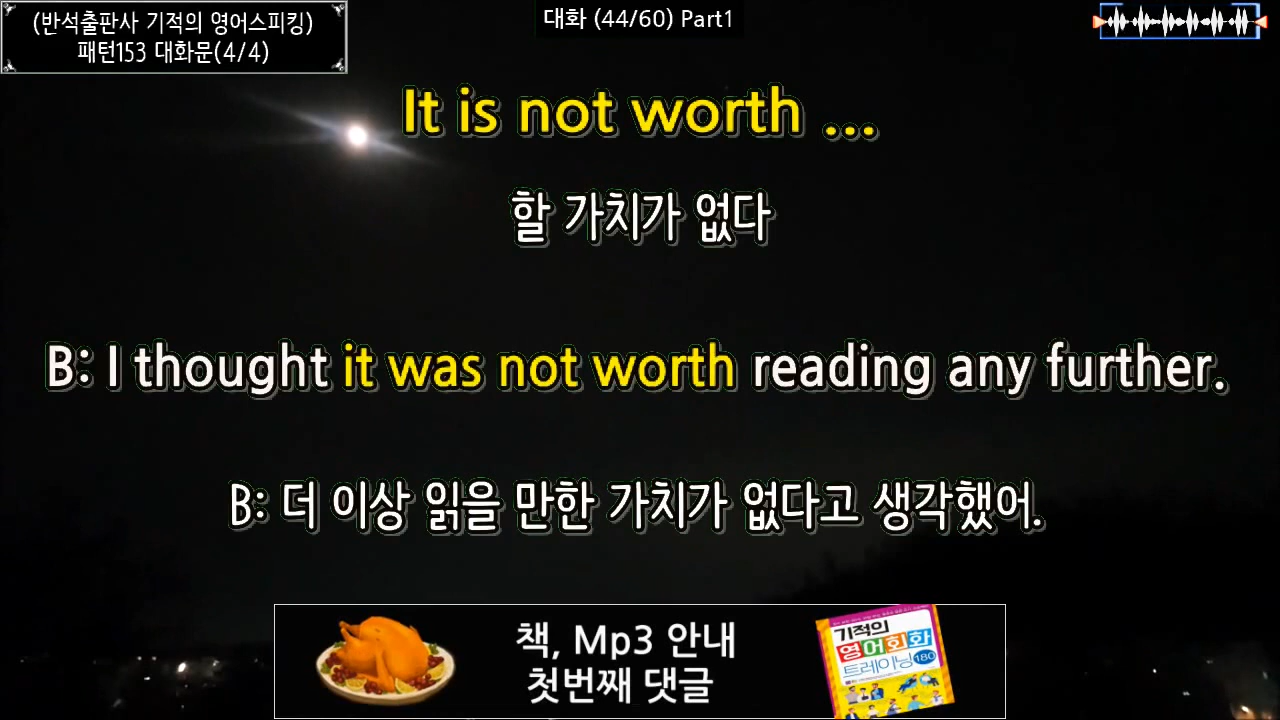 (반석출판사 기적의 영어스피킹)
패턴153 대화문(4/4)
대화 (44/60) Part1
It is not worth ...
할 가치가 없다
B: I thought it was not worth reading any further.
B: 더 이상 읽을 만한 가치가 없다고 생각했어.
책, Mp3 안내
첫번째 댓글
기적의
영어회화
트레이닝 180